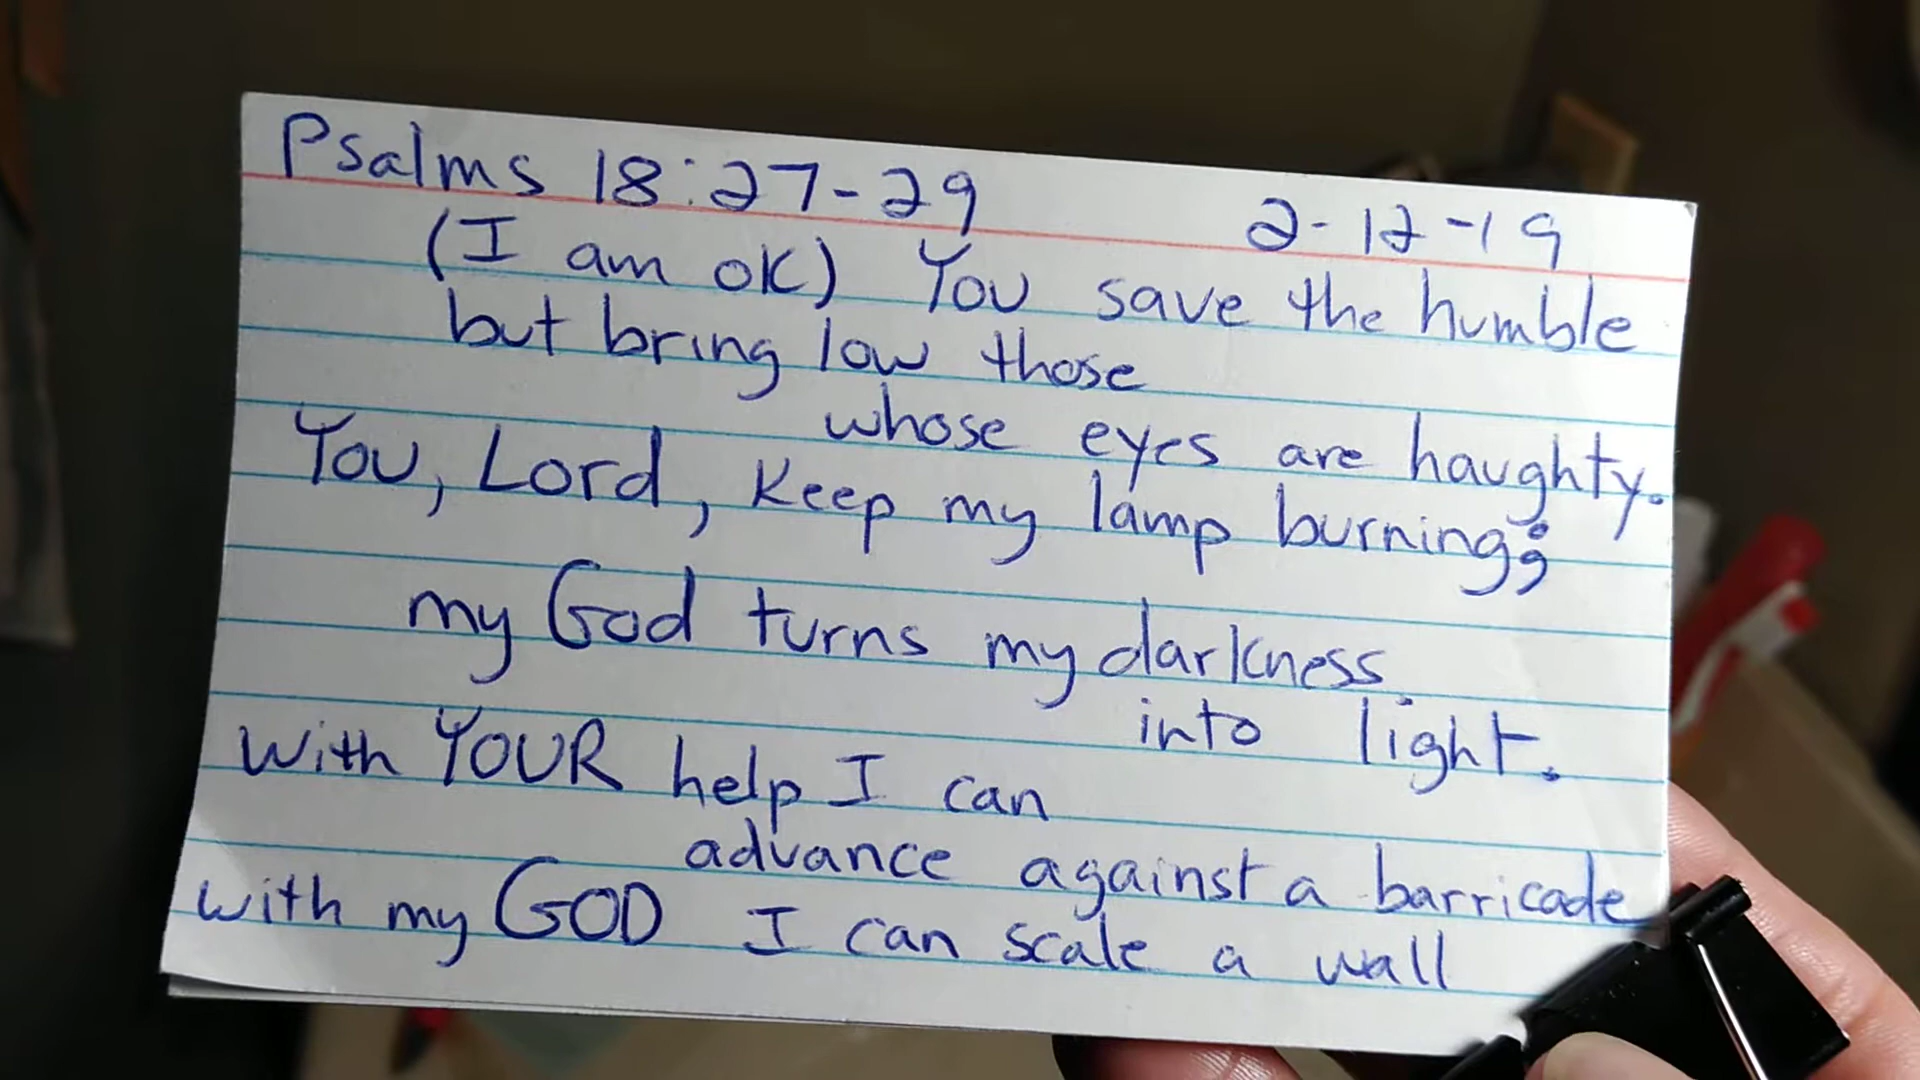 Psalms 18:27-29 2-12-19
(I am ok) You save the humble
but bring low those
whose eyes are haughty.
You, Lord, keep my lamp burning;
my God turns my darkness
into light.
with YOUR help I can
advance against a barricade
with my GOD I can scale a wall